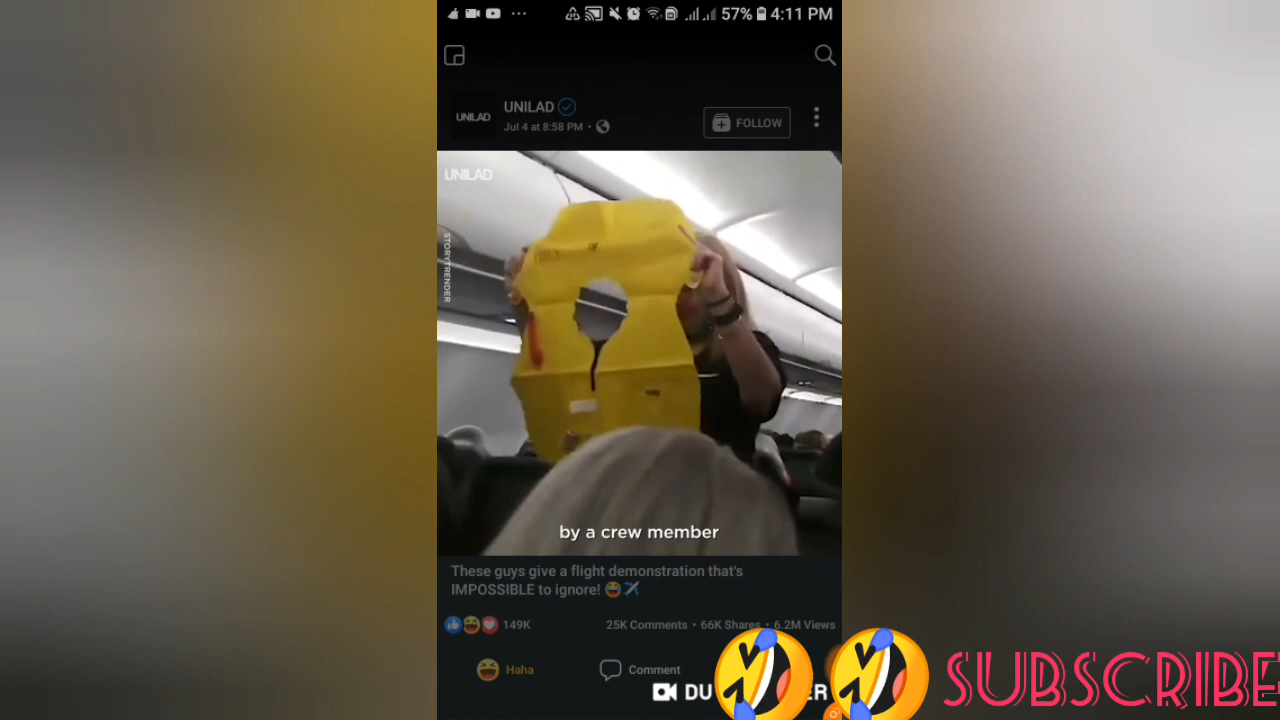 57% 4:11 PM
UNILAD
UNILAD
Jul 4 at 8:58 PM
FOLLOW
UNILAD
STORYTRENDER
by a crew member
These guys give a flight demonstration that's
IMPOSSIBLE to ignore!
149K
25K Comments • 66K Shares • 6.2M Views
Haha
Comment
SUBSCRIBE